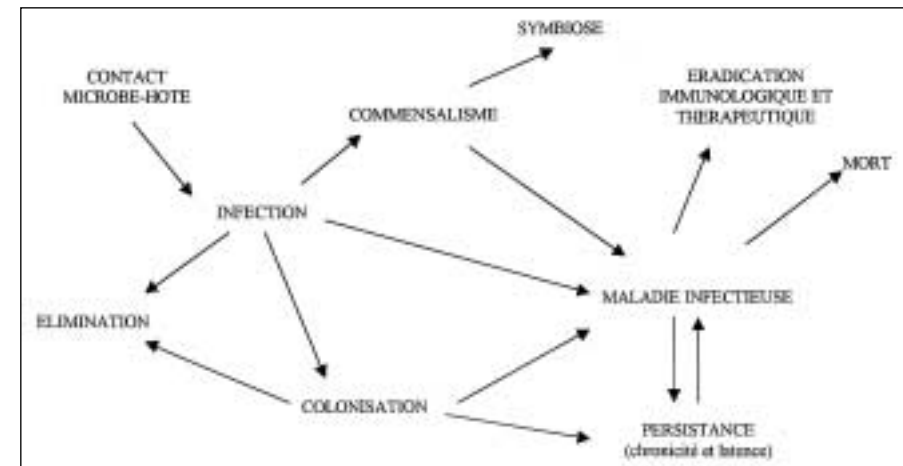 SYMBIOSE
CONTACT
MICROBE-HOTE
ERADICATION
IMMUNOLOGIQUE ET
THERAPEUTIQUE
COMMENSALISME
MORT
INFECTION
MALADIE INFECTIEUSE
ELIMINATION
COLONISATION
PERSISTANCE
(chronicité et latence)